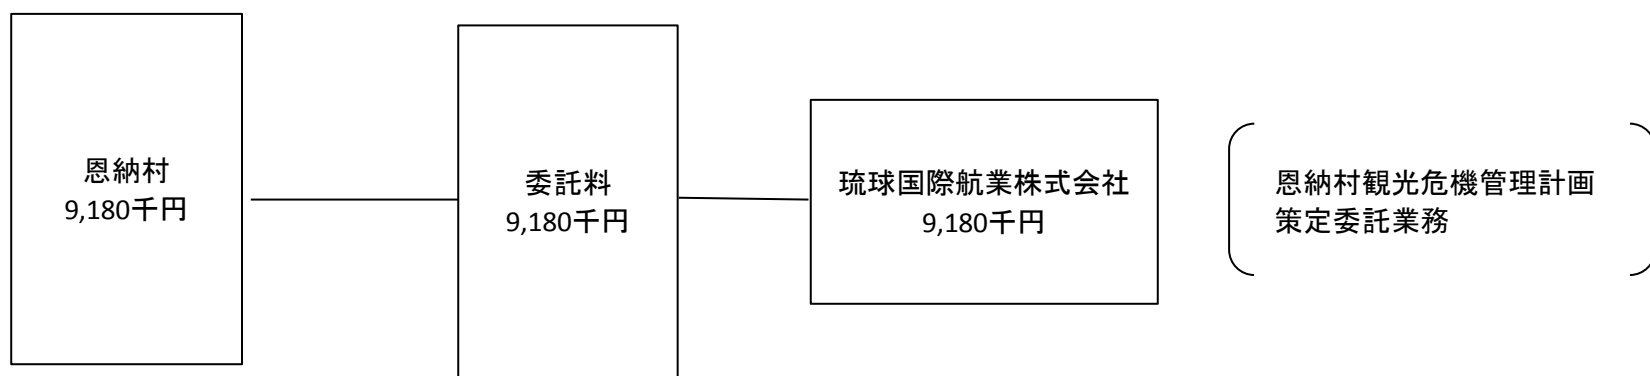 恩納村
9,180千円
委託料
9,180千円
琉球国際航業株式会社
9,180千円
恩納村観光危機管理計画
策定委託業務